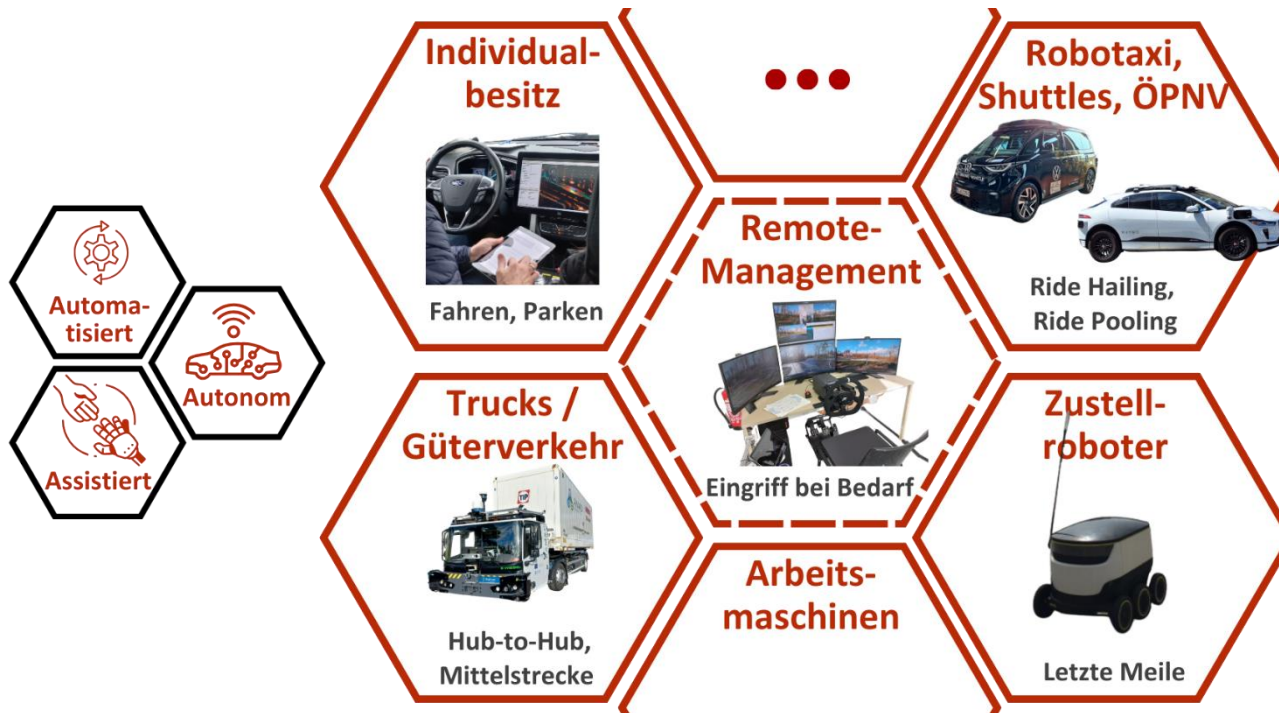 Automa-
tisiert
Autonom
Assistiert
Individual-
besitz
Fahren, Parken
Robotaxi,
Shuttles, ÖPNV
Ride Hailing,
Ride Pooling
Remote-
Management
Eingriff bei Bedarf
Trucks /
Güterverkehr
TIP
Hub-to-Hub,
Mittelstrecke
Arbeits-
maschinen
Zustell-
roboter
Letzte Meile